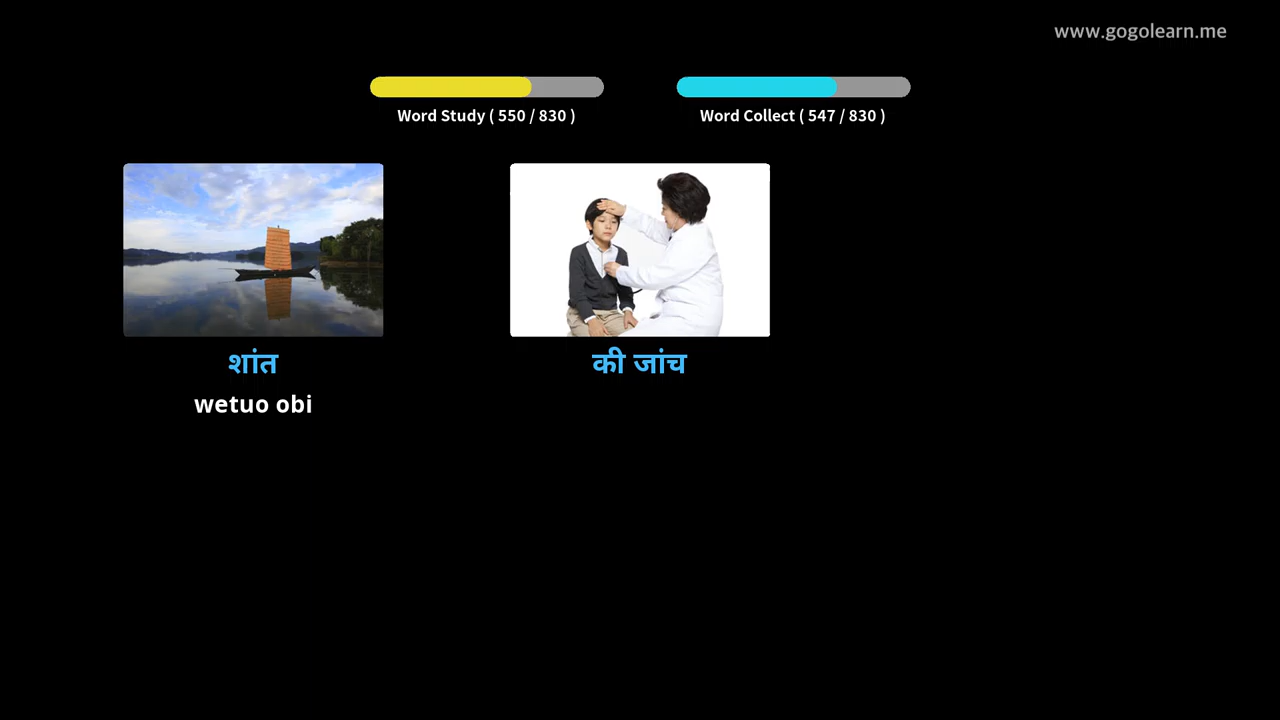 www.gogolearn.me
Word Study ( 550 / 830 )
Word Collect ( 547 / 830 )
शांत
की जांच
wetuo obi